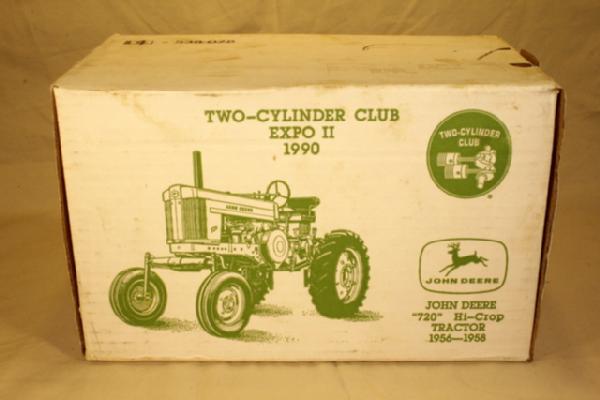 TWO-CYLINDER CLUB
EXPO II
1990
TWO-CYLINDER
CLUB
JOHN DEERE
JOHN DEERE
JOHN DEERE
"720" Hi-Crop
TRACTOR
1956—1958